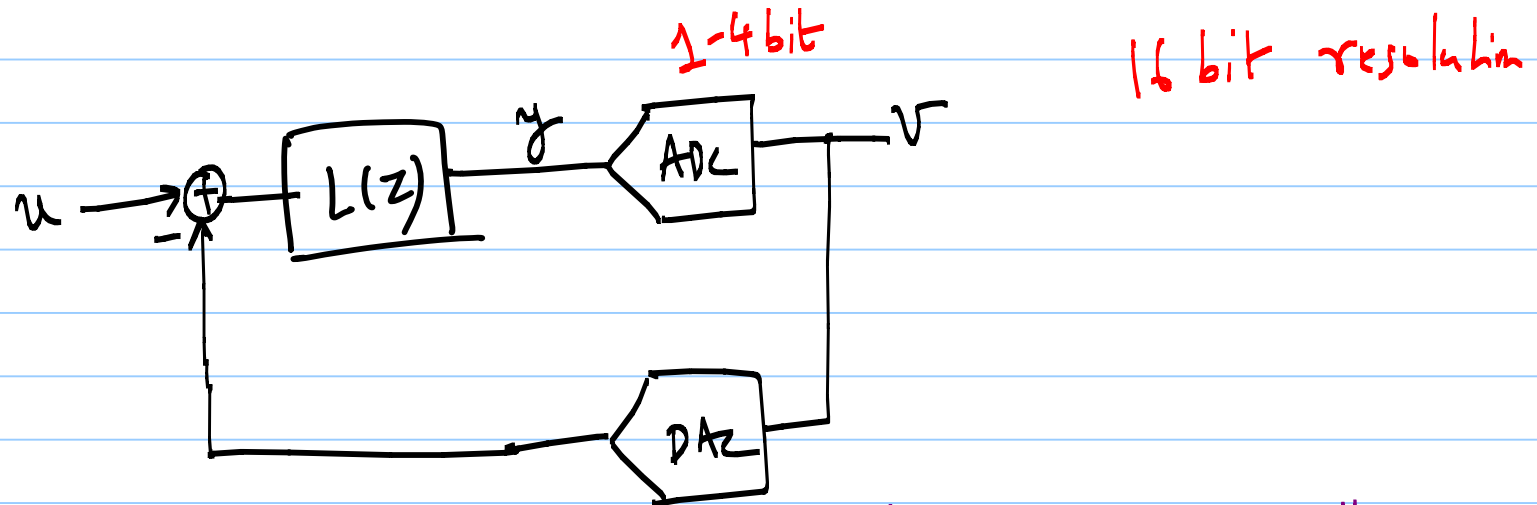 1-4 bit
16 bit resolution
y
v
ADC
L(z)
u
+
-
DAC